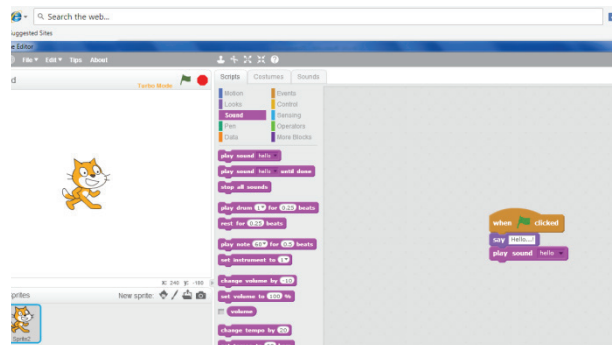 Search the web...
uggested Sites
e Editor
File Edit Tips About
d
Turbo Mode
Scripts Costumes Sounds
Motion Events
Looks Control
Sound Sensing
Pen Operators
Data More Blocks
play sound hello
play sound hello until done
stop all sounds
play drum 1 for 0.25 beats
rest for 0.25 beats
play note 60 for 0.5 beats
set instrument to 1
change volume by -10
set volume to 100 %
volume
change tempo by 20
when clicked
say Hello...!
play sound hello
X: 240 y: -180
prites New sprite:
Sprite2